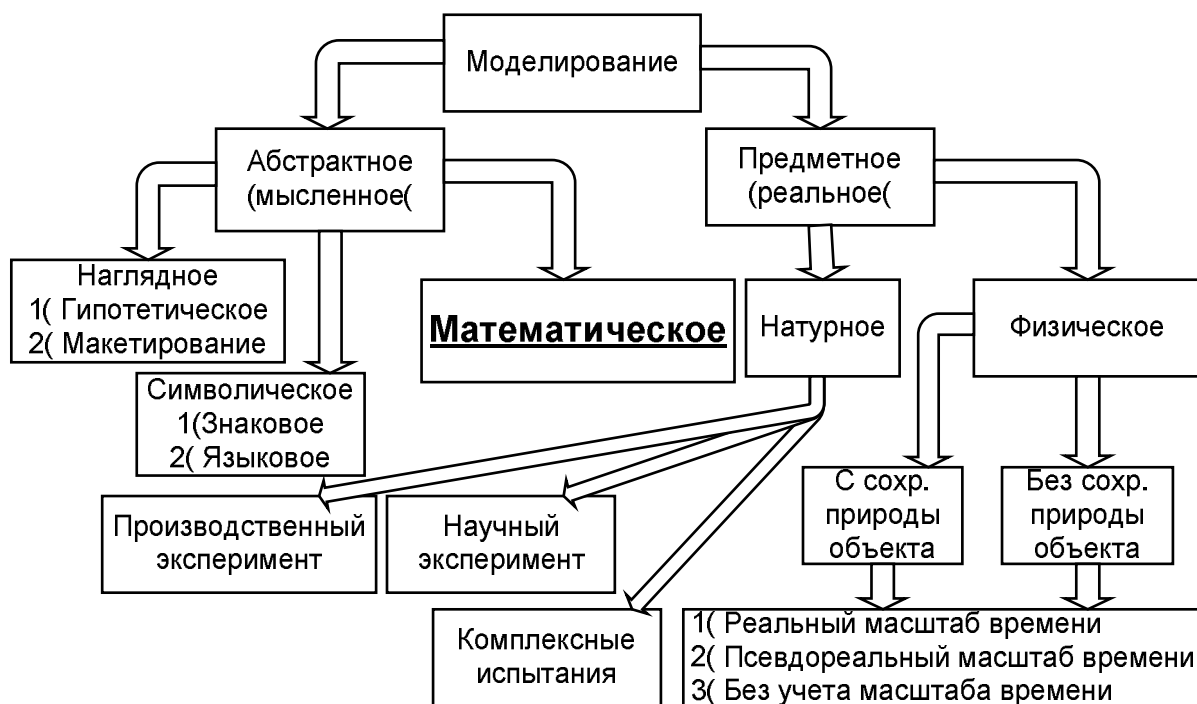 Моделирование
Абстрактное
(мысленное(
Предметное
(реальное(
Наглядное
1( Гипотетическое
2( Макетирование
Математическое
Натурное
Физическое
Символическое
1(Знаковое
2( Языковое
С сохр.
природы
объекта
Без сохр.
природы
объекта
Производственный
эксперимент
Научный
эксперимент
Комплексные
испытания
1( Реальный масштаб времени
2( Псевдореальный масштаб времени
3( Без учета масштаба времени